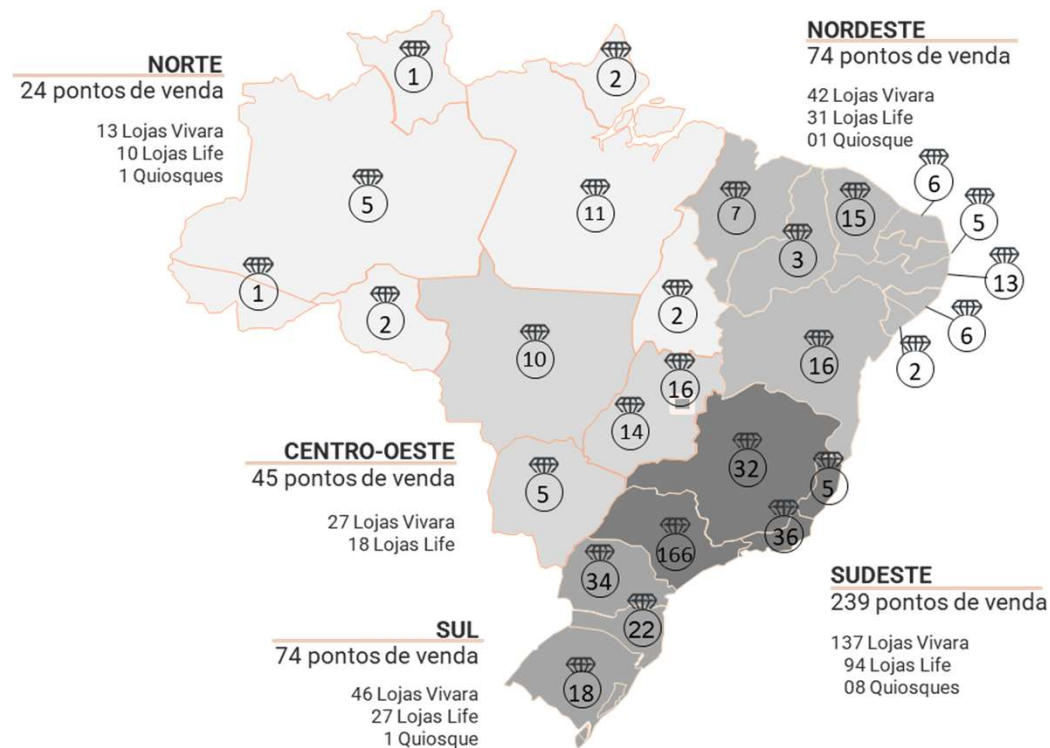 NORTE
24 pontos de venda
13 Lojas Vivara
10 Lojas Life
1 Quiosques
NORDESTE
74 pontos de venda
42 Lojas Vivara
31 Lojas Life
01 Quiosque
1
2
5
11
7
3
15
6
5
13
6
2
1
2
10
2
16
16
14
CENTRO-OESTE
45 pontos de venda
27 Lojas Vivara
18 Lojas Life
5
32
5
36
166
34
22
18
SUDESTE
239 pontos de venda
137 Lojas Vivara
94 Lojas Life
08 Quiosques
SUL
74 pontos de venda
46 Lojas Vivara
27 Lojas Life
1 Quiosque